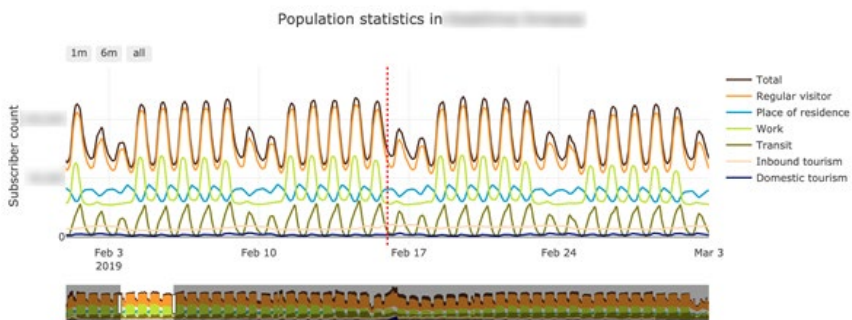 Population statistics in
1m 6m all
Subscriber count
0
Feb 3
2019
Feb 10
Feb 17
Feb 24
Mar 3
Total
Regular visitor
Place of residence
Work
Transit
Inbound tourism
Domestic tourism